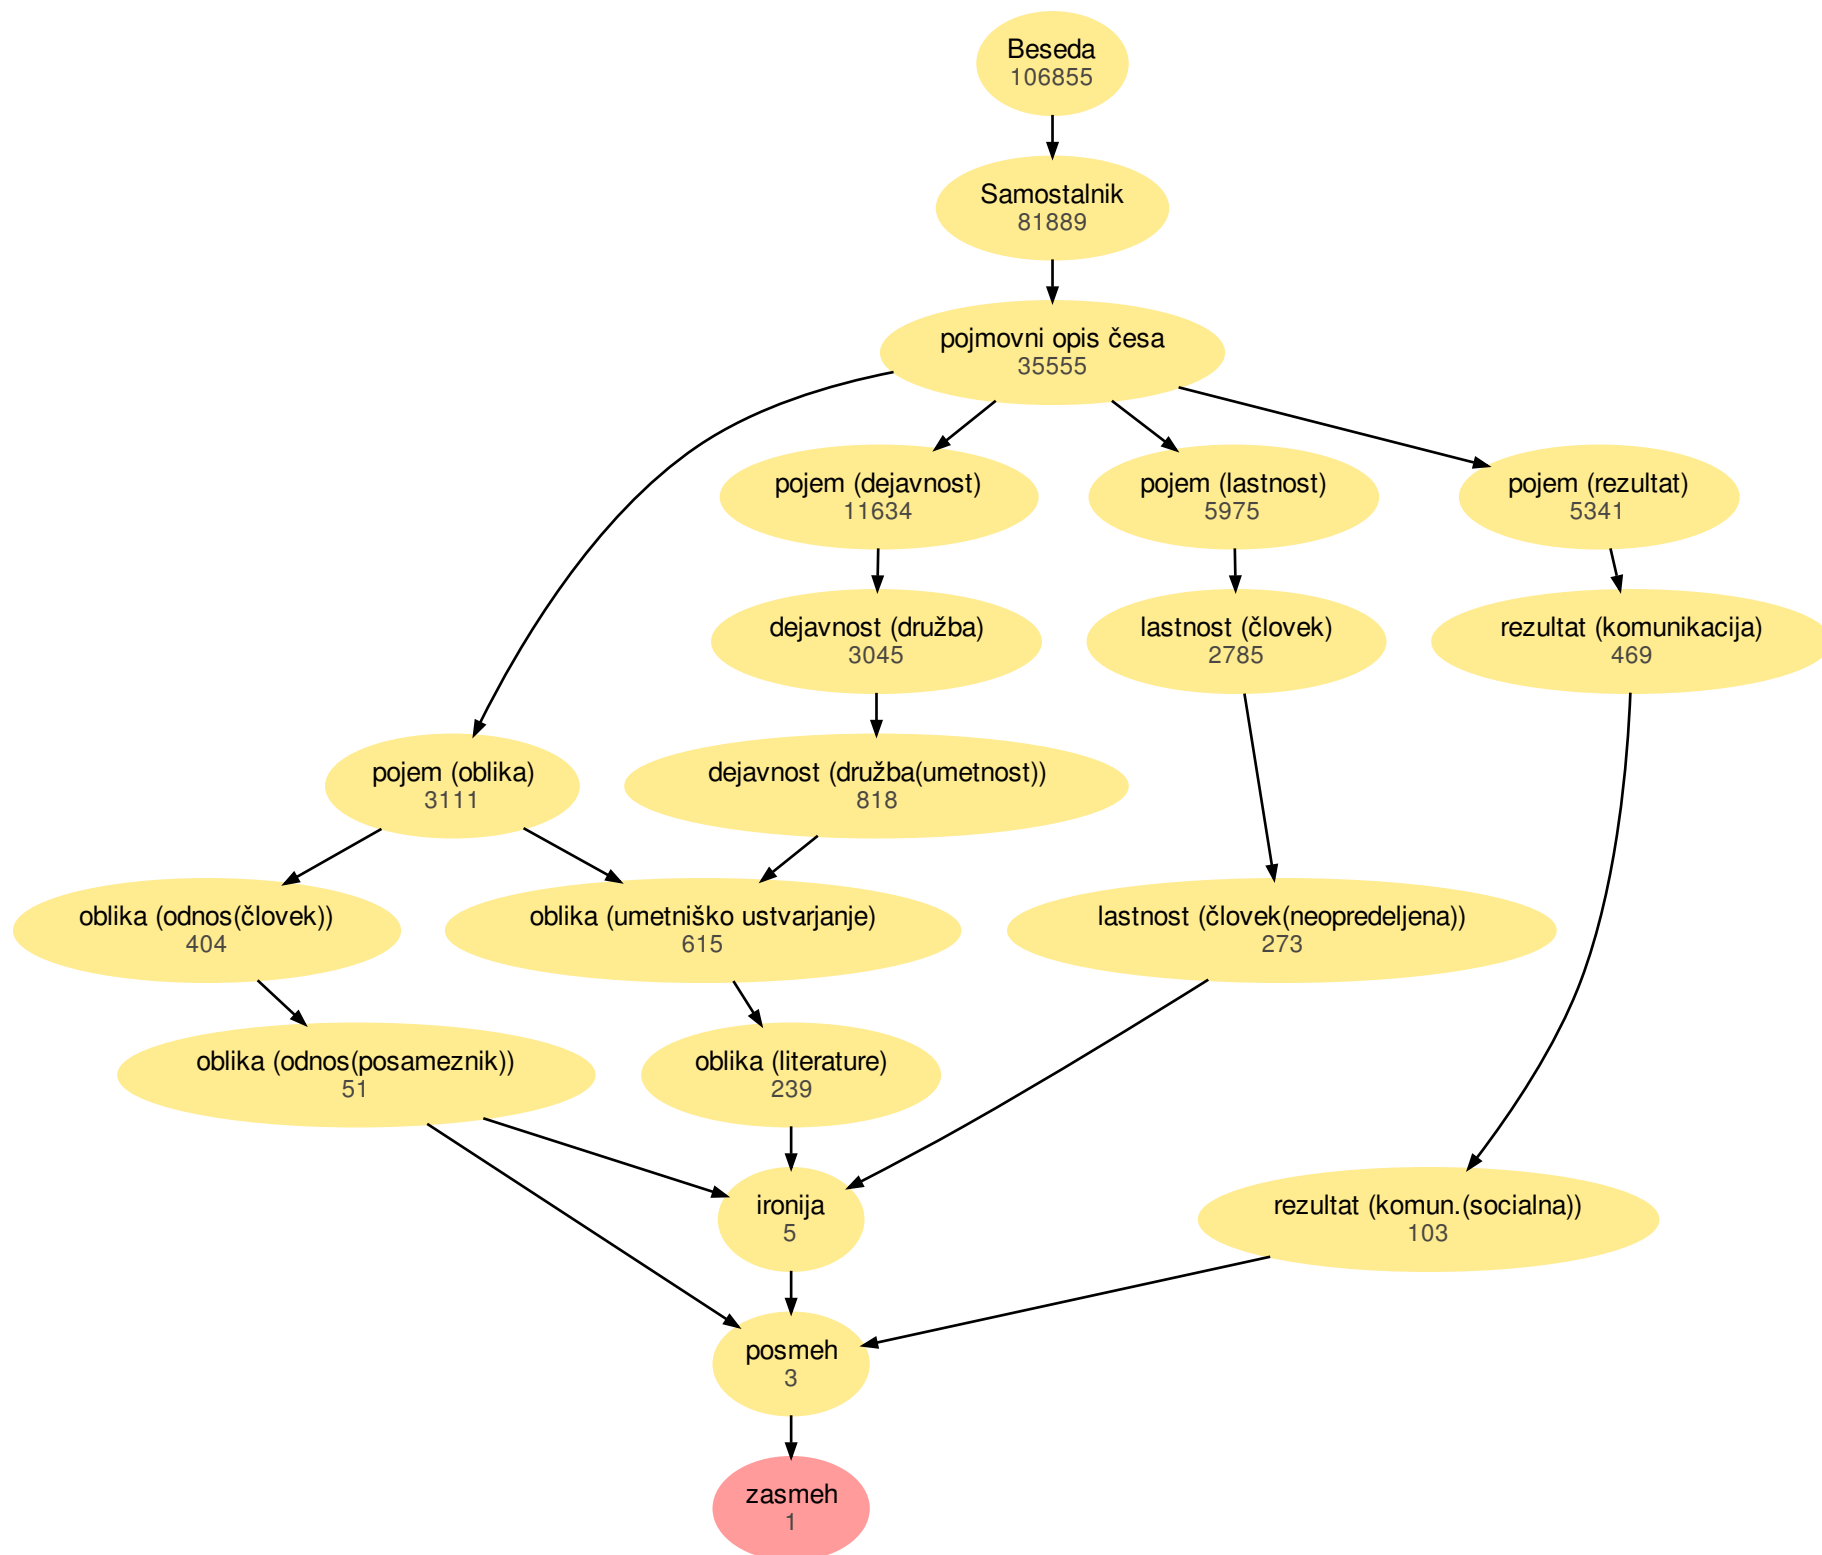 Beseda
106855
Samostalnik
81889
pojmovni opis česa
35555
pojem (dejavnost)
11634
pojem (lastnost)
5975
pojem (rezultat)
5341
dejavnost (družba)
3045
lastnost (človek)
2785
rezultat (komunikacija)
469
pojem (oblika)
3111
dejavnost (družba(umetnost))
818
oblika (odnos(človek))
404
oblika (umetniško ustvarjanje)
615
lastnost (človek(neopredeljena))
273
oblika (odnos(posameznik))
51
oblika (literature)
239
ironija
5
rezultat (komun.(socialna))
103
posmeh
3
zasmeh
1